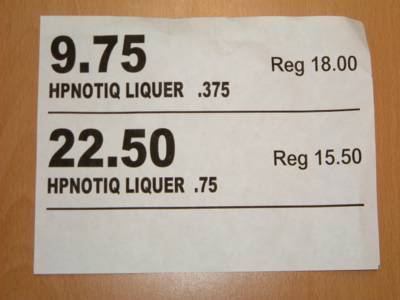 9.75 Reg 18.00
HPNOTIQ LIQUER .375
22.50 Reg 15.50
HPNOTIQ LIQUER .75